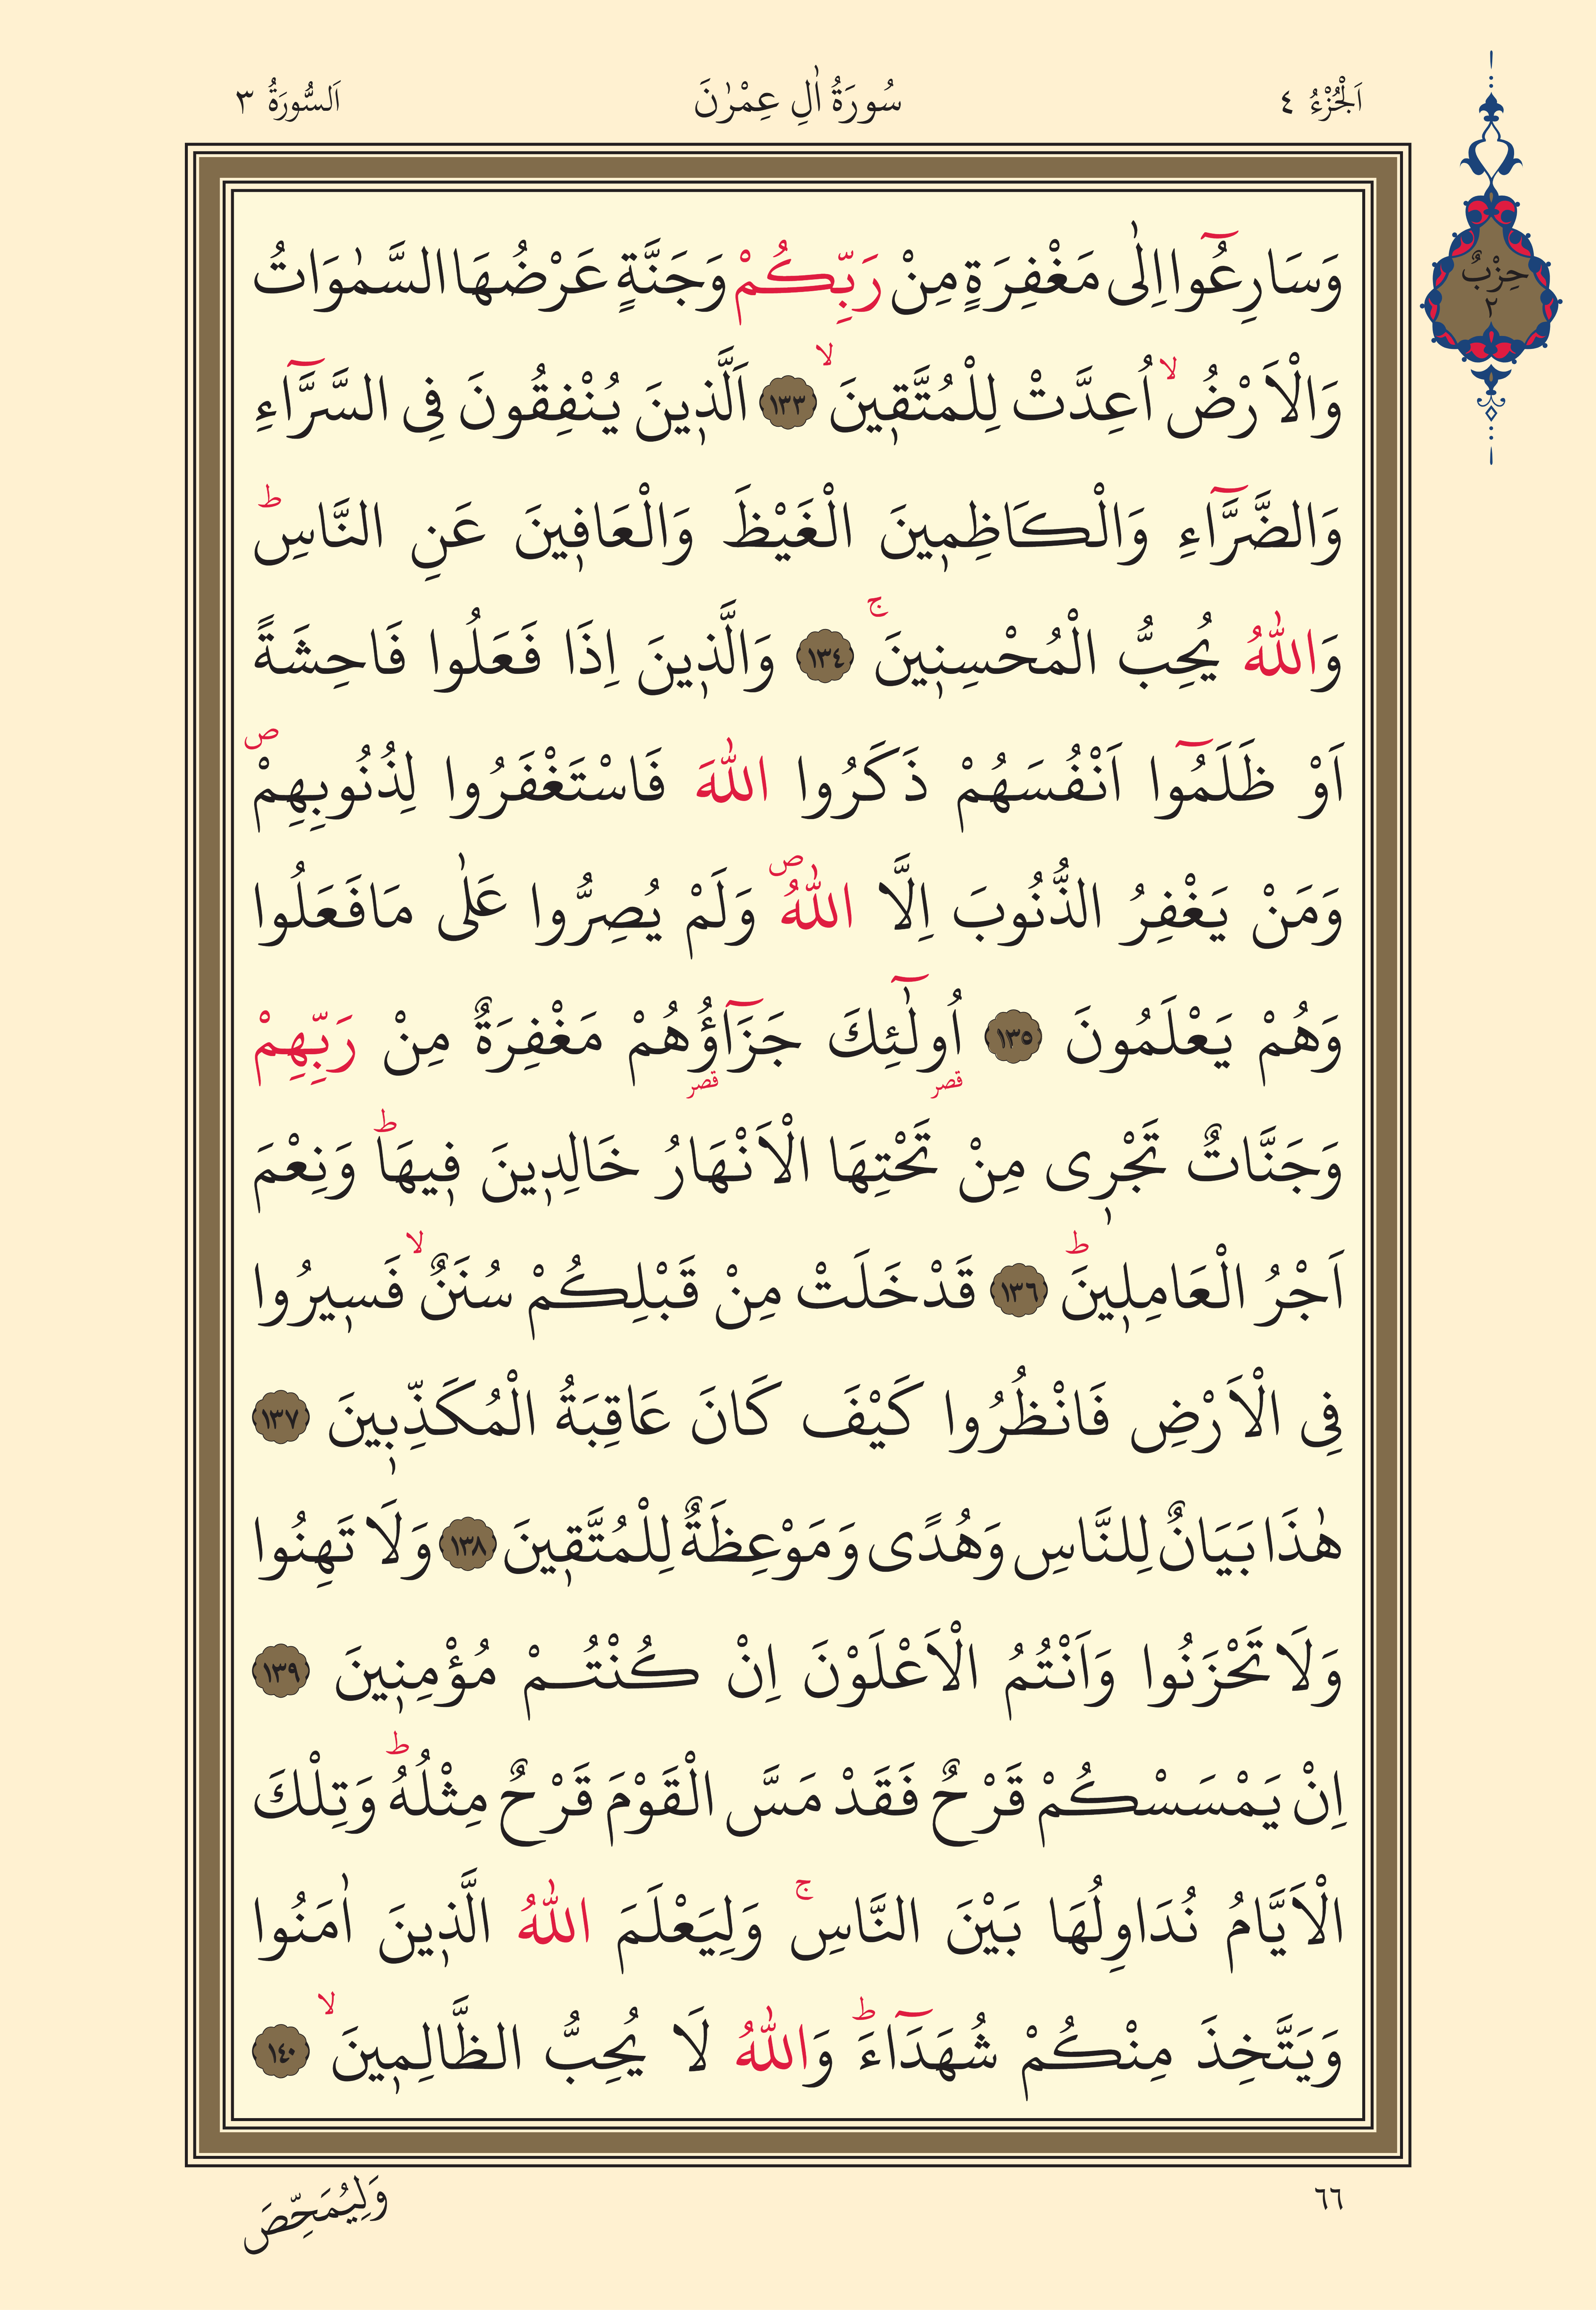 اَلْجُزْءُ ٤
سُورَةُ اٰلِ عِمْرٰنَ
اَلسُّورَةُ ٣
حِزْبٌ
٢
وَسَارِعُٓوا اِلٰى مَغْفِرَةٍ مِنْ رَبِّكُمْ وَجَنَّةٍ عَرْضُهَا السَّمٰوَاتُ
وَالْاَرْضُۙ اُعِدَّتْ لِلْمُتَّق۪ينَۙ ﴿١٣٣﴾ اَلَّذ۪ينَ يُنْفِقُونَ فِى السَّرَّٓاءِ
وَالضَّرَّٓاءِ وَالْكَاظِم۪ينَ الْغَيْظَ وَالْعَاف۪ينَ عَنِ النَّاسِۜ
وَاللّٰهُ يُحِبُّ الْمُحْسِن۪ينَۚ ﴿١٣٤﴾ وَالَّذ۪ينَ اِذَا فَعَلُوا فَاحِشَةً
اَوْ ظَلَمُٓوا اَنْفُسَهُمْ ذَكَرُوا اللّٰهَ فَاسْتَغْفَرُوا لِذُنُوبِهِمْۖ
وَمَنْ يَغْفِرُ الذُّنُوبَ اِلَّا اللّٰهُۖ وَلَمْ يُصِرُّوا عَلٰى مَافَعَلُوا
وَهُمْ يَعْلَمُونَ ﴿١٣٥﴾ اُو۬لٰٓئِكَ جَزَٓاؤُ۬هُمْ مَغْفِرَةٌ مِنْ رَبِّهِمْ
قصر قصر
وَجَنَّاتٌ تَجْر۪ى مِنْ تَحْتِهَا الْاَنْهَارُ خَالِد۪ينَ ف۪يهَاۜ وَنِعْمَ
اَجْرُ الْعَامِل۪ينَۜ ﴿١٣٦﴾ قَدْخَلَتْ مِنْ قَبْلِكُمْ سُنَنٌۙ فَس۪يرُوا
فِى الْاَرْضِ فَانْظُرُوا كَيْفَ كَانَ عَاقِبَةُ الْمُكَذِّب۪ينَ ﴿١٣٧﴾
هٰذَا بَيَانٌ لِلنَّاسِ وَهُدًى وَمَوْعِظَةٌ لِلْمُتَّق۪ينَ ﴿١٣٨﴾ وَلَا تَهِنُوا
وَلَا تَحْزَنُوا وَاَنْتُمُ الْاَعْلَوْنَ اِنْ كُنْتُمْ مُؤْمِن۪ينَ ﴿١٣٩﴾
اِنْ يَمْسَسْكُمْ قَرْحٌ فَقَدْ مَسَّ الْقَوْمَ قَرْحٌ مِثْلُهُۜ وَتِلْكَ
الْاَيَّامُ نُدَاوِلُهَا بَيْنَ النَّاسِۚ وَلِيَعْلَمَ اللّٰهُ الَّذ۪ينَ اٰمَنُوا
وَيَتَّخِذَ مِنْكُمْ شُهَدَٓاءَۜ وَاللّٰهُ لَا يُحِبُّ الظَّالِم۪ينَۙ ﴿١٤٠﴾
٦٦
وَلِيُمَحِّصَ